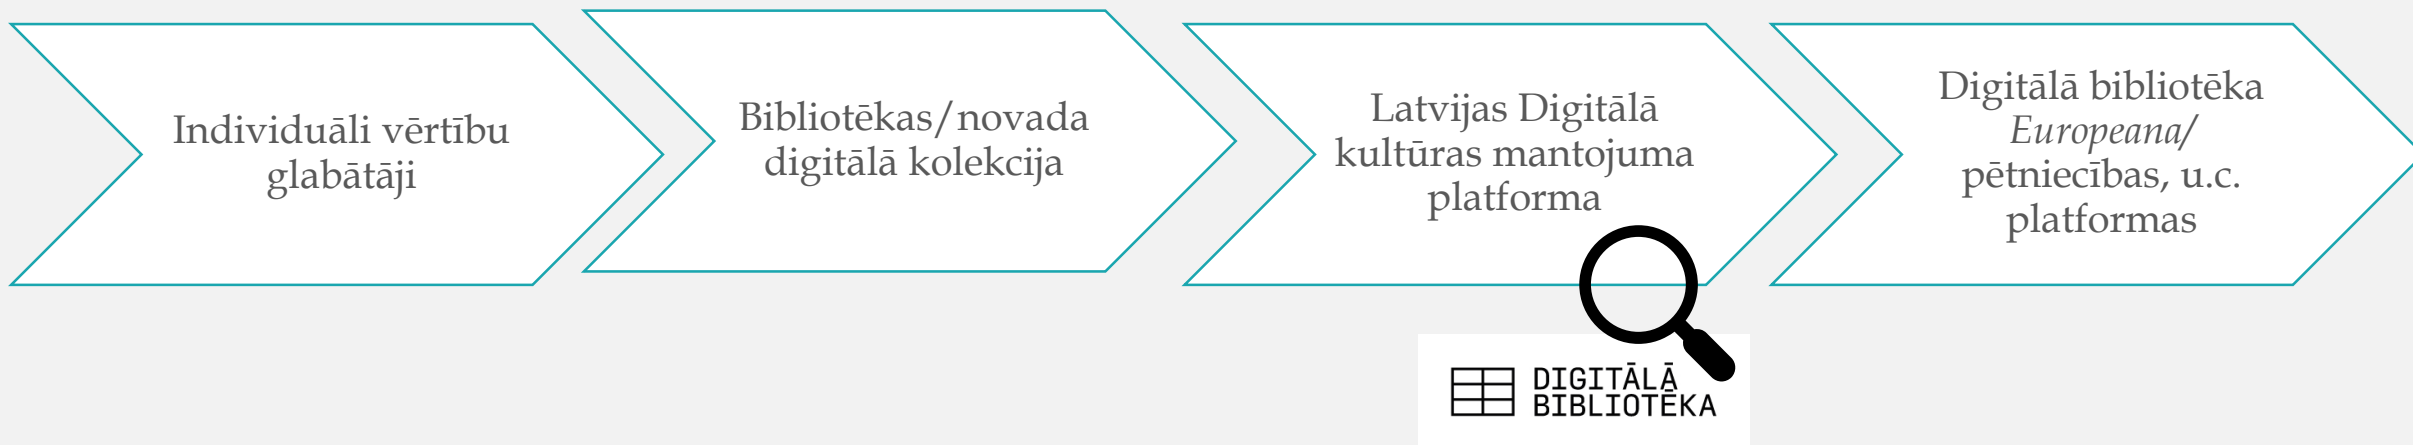 Individuāli vērtību
glabātāji
Bibliotēkas/novada
digitālā kolekcija
Latvijas Digitālā
kultūras mantojuma
platforma
Digitālā bibliotēka
Europeana/
pētniecības, u.c.
platformas
DIGITĀLĀ
BIBLIOTĒKA